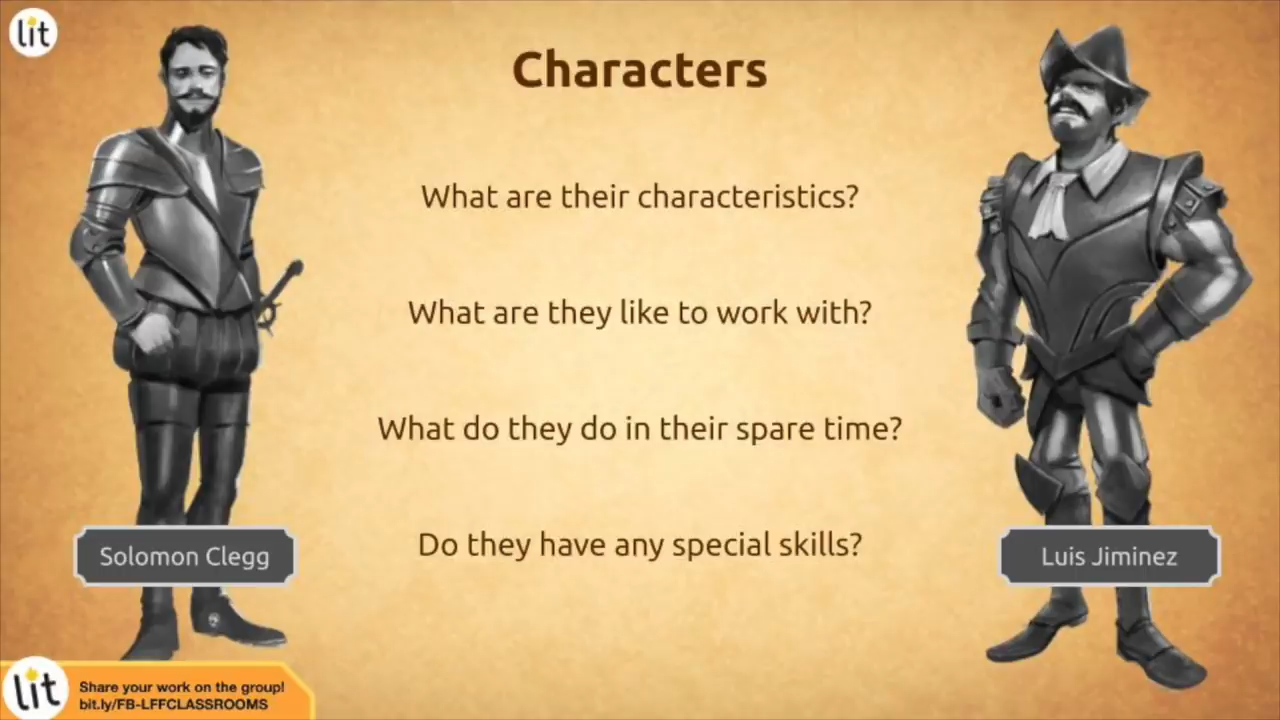 lit
Characters
What are their characteristics?
What are they like to work with?
What do they do in their spare time?
Do they have any special skills?
Solomon Clegg
Luis Jiminez
lit
Share your work on the group!
bit.ly/FB-LFFCLASSROOMS